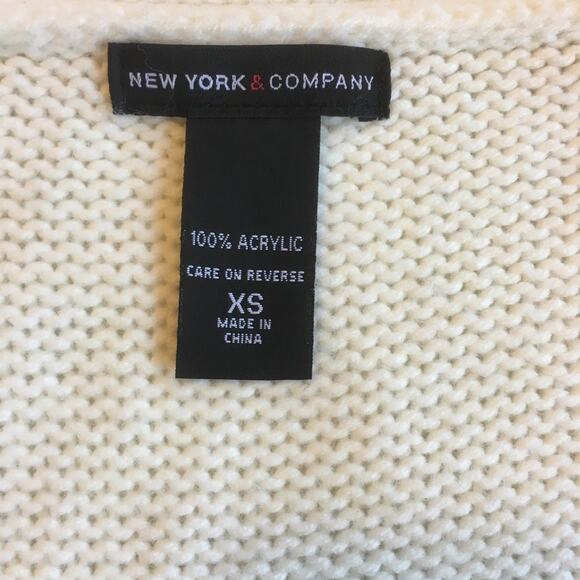 NEW YORK & COMPANY
100% ACRYLIC
CARE ON REVERSE
XS
MADE IN
CHINA